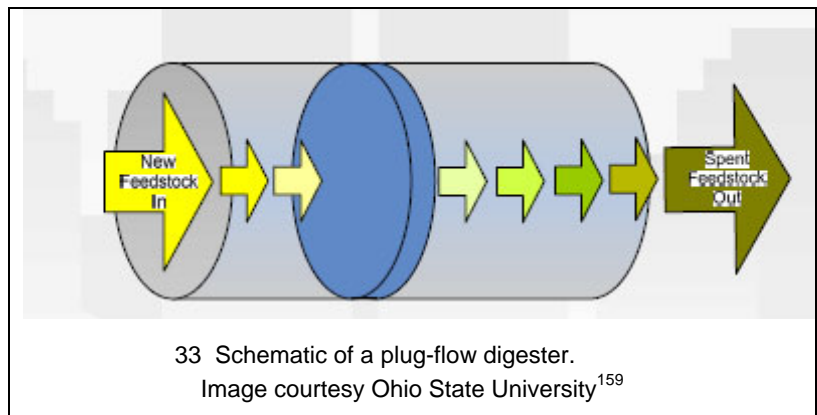 New
Feedstock
In
Spent
Feedstock
Out
33 Schematic of a plug-flow digester.
Image courtesy Ohio State University159